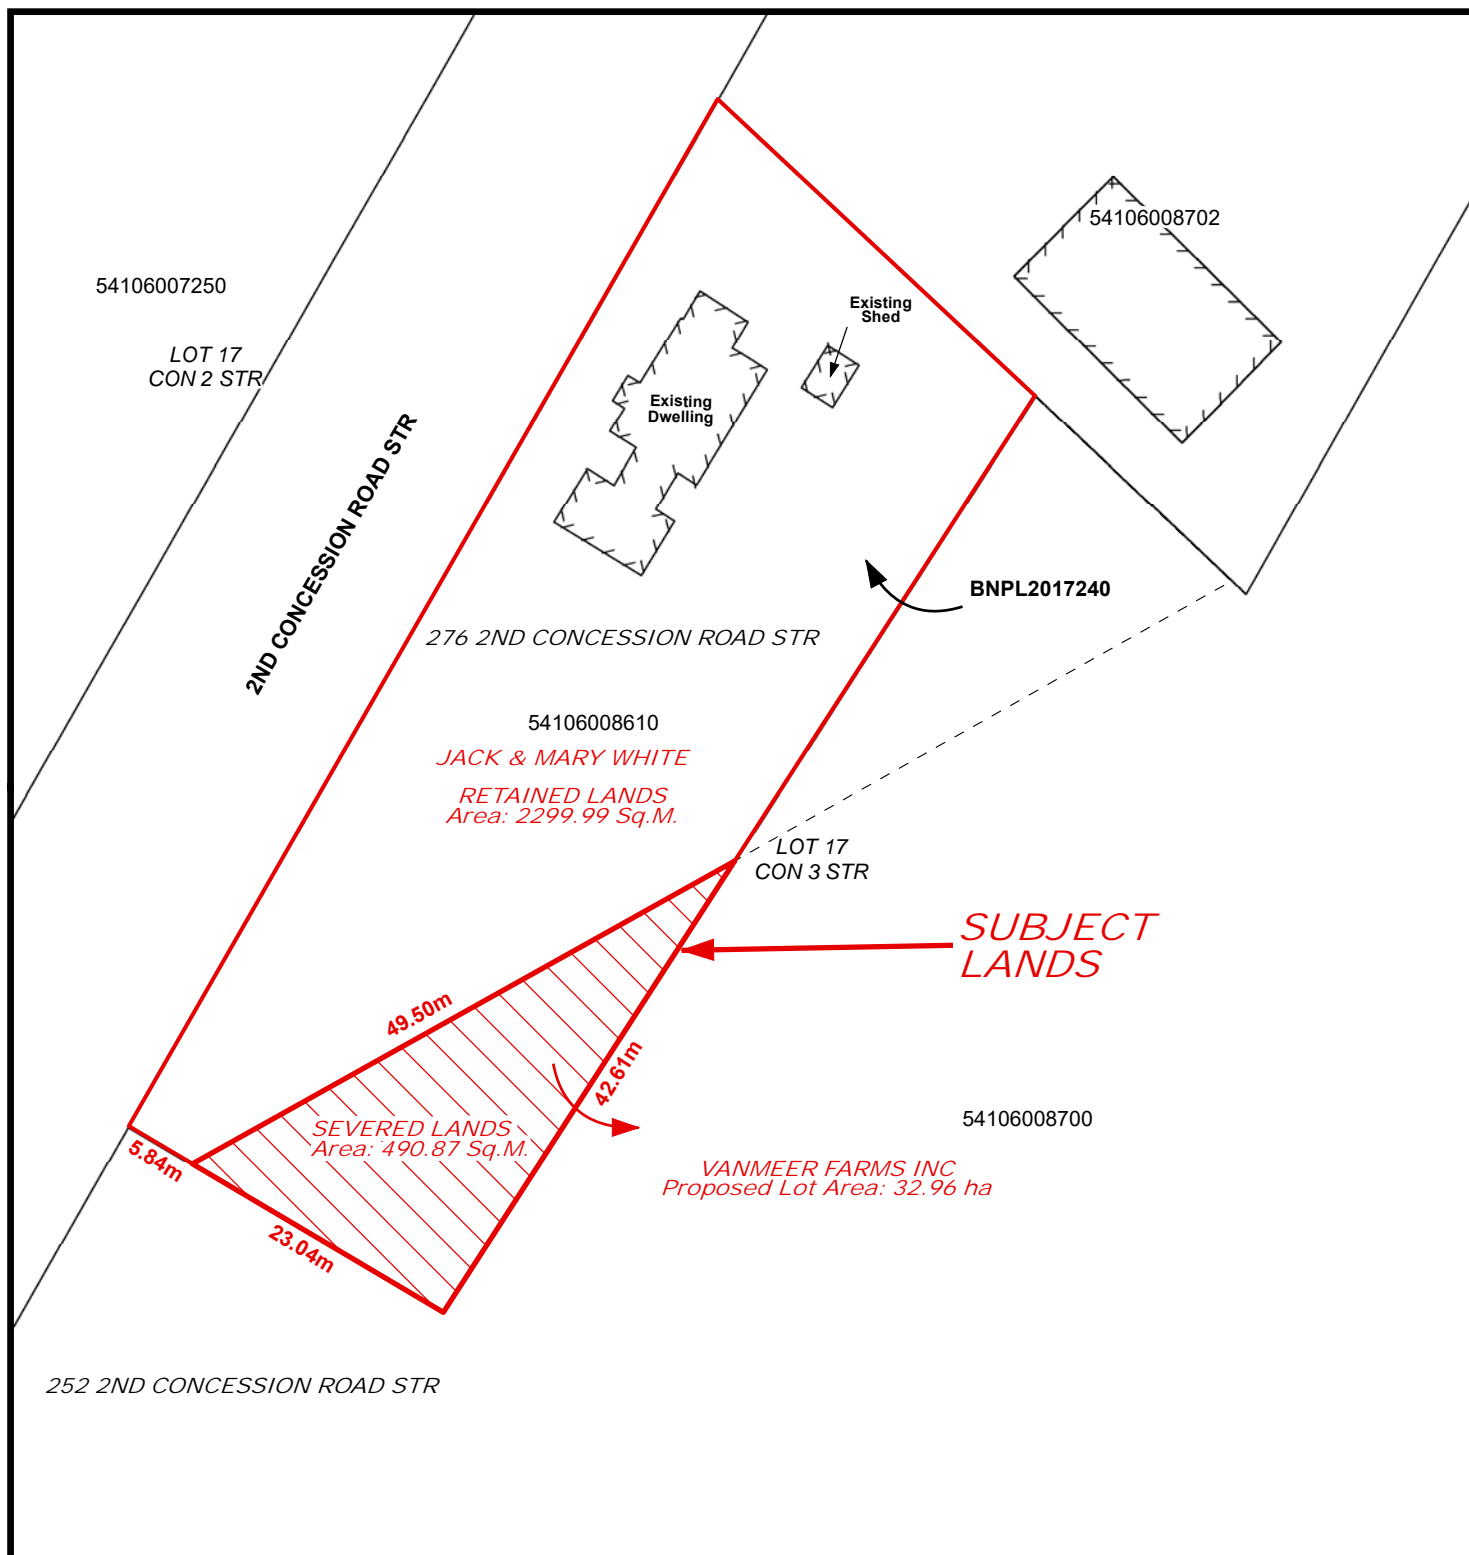 54106008702
54106007250
Existing
Shed
LOT 17
CON 2 STR
Existing
Dwelling
2ND CONCESSION ROAD STR
BNPL2017240
276 2ND CONCESSION ROAD STR
54106008610
JACK & MARY WHITE
RETAINED LANDS
Area: 2299.99 Sq.M.
LOT 17
CON 3 STR
SUBJECT
LANDS
49.50m
42.61m
54106008700
SEVERED LANDS
Area: 490.87 Sq.M.
5.84m
VANMEER FARMS INC
Proposed Lot Area: 32.96 ha
23.04m
252 2ND CONCESSION ROAD STR